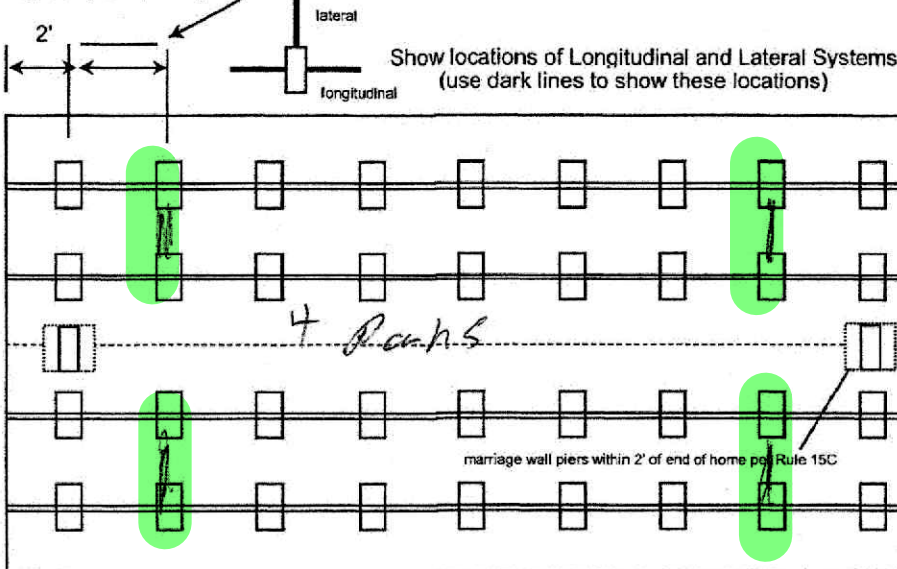 lateral
2'
Show locations of Longitudinal and Lateral Systems
(use dark lines to show these locations)
longitudinal
4 Pans
marriage wall piers within 2' of end of home per Rule 15C